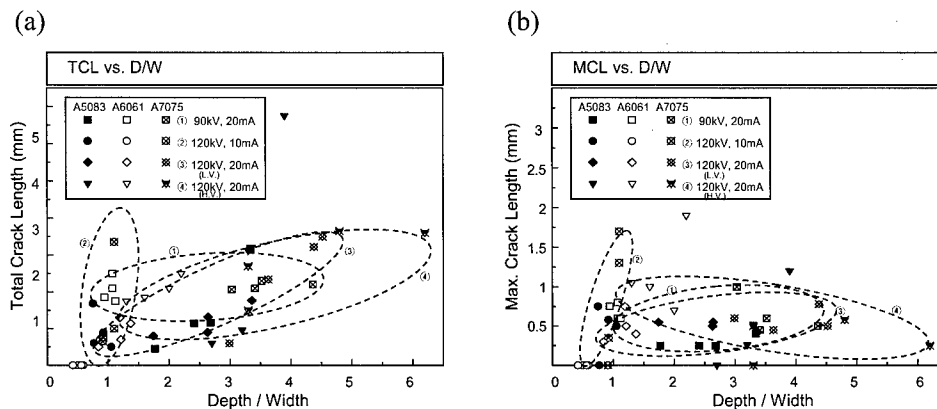 (a)
TCL vs. D/W
A5083 A6061 A7075
① 90kV, 20mA
② 120kV, 10mA
③ 120kV, 20mA
(L.V.)
④ 120kV, 20mA
(H.V.)
Total Crack Length (mm)
5
4
3
2
1
②
①
③
④
0 1 2 3 4 5 6
Depth / Width
(b)
MCL vs. D/W
A5083 A6061 A7075
① 90kV, 20mA
② 120kV, 10mA
③ 120kV, 20mA
(L.V.)
④ 120kV, 20mA
(H.V.)
Max. Crack Length (mm)
3
2.5
2
1.5
1
0.5
②
①
③
④
0 1 2 3 4 5 6
Depth / Width